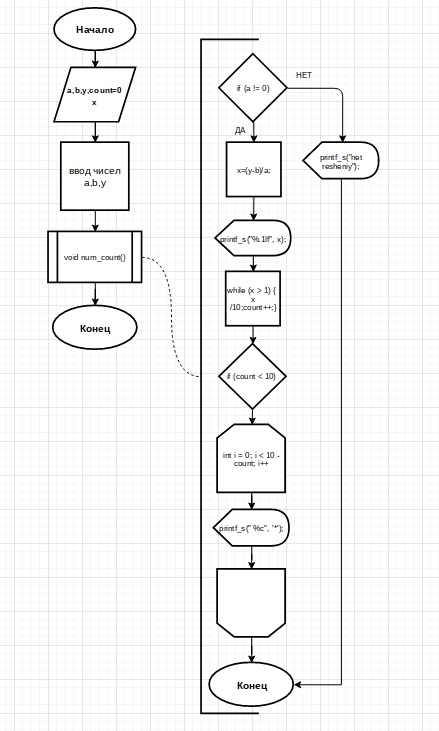 Начало
a,b,y,count=0
x
ввод чисел
a,b,y
void num_count()
Конец
if (a != 0)
НЕТ
ДА
x=(y-b)/a;
printf_s("net
resheniy");
printf_s("%.1lf", x);
while (x > 1) {
x
/10;count++;}
if (count < 10)
int i = 0; i < 10 -
count; i++
printf_s(" %c", '*');
Конец